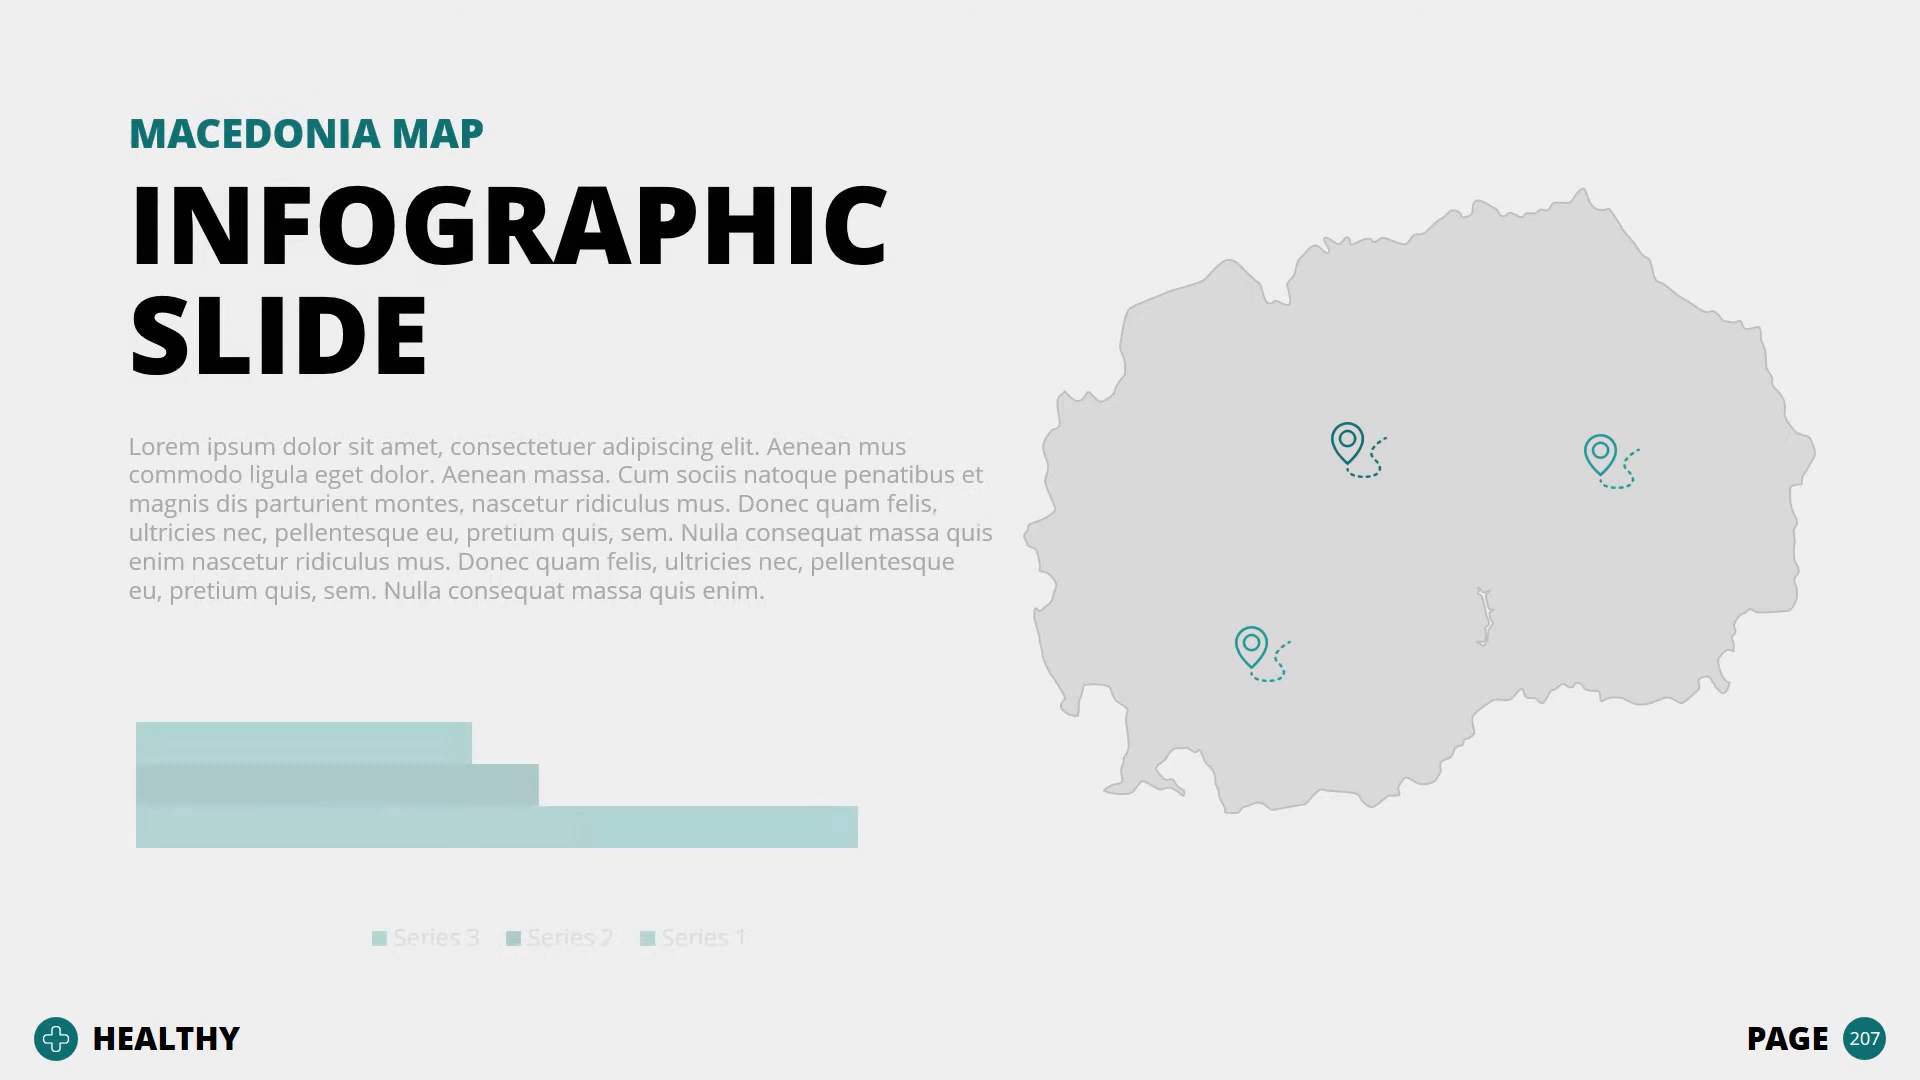 MACEDONIA MAP
INFOGRAPHIC
SLIDE
Lorem ipsum dolor sit amet, consectetuer adipiscing elit. Aenean mus
commodo ligula eget dolor. Aenean massa. Cum sociis natoque penatibus et
magnis dis parturient montes, nascetur ridiculus mus. Donec quam felis,
ultricies nec, pellentesque eu, pretium quis, sem. Nulla consequat massa quis
enim nascetur ridiculus mus. Donec quam felis, ultricies nec, pellentesque
eu, pretium quis, sem. Nulla consequat massa quis enim.
Series 3 Series 2 Series 1
HEALTHY
PAGE 207